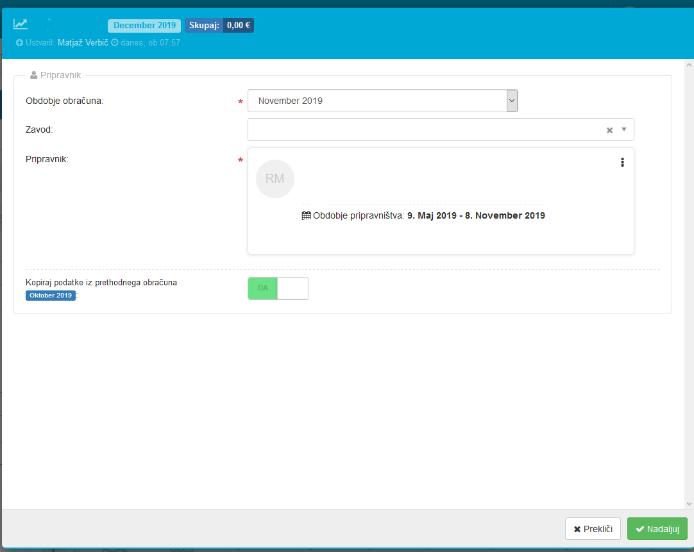 December 2019 Skupaj: 0,00 €
Ustvaril: Matjaž Verbič danes, ob 07:57
Pripravnik
Obdobje obračuna: * November 2019
Zavod:
Pripravnik: *
RM
Obdobje pripravništva: 9. Maj 2019 - 8. November 2019
Kopiraj podatke iz prethodnega obračuna
Oktober 2019 :
DA
Prekliči Nadaljuj